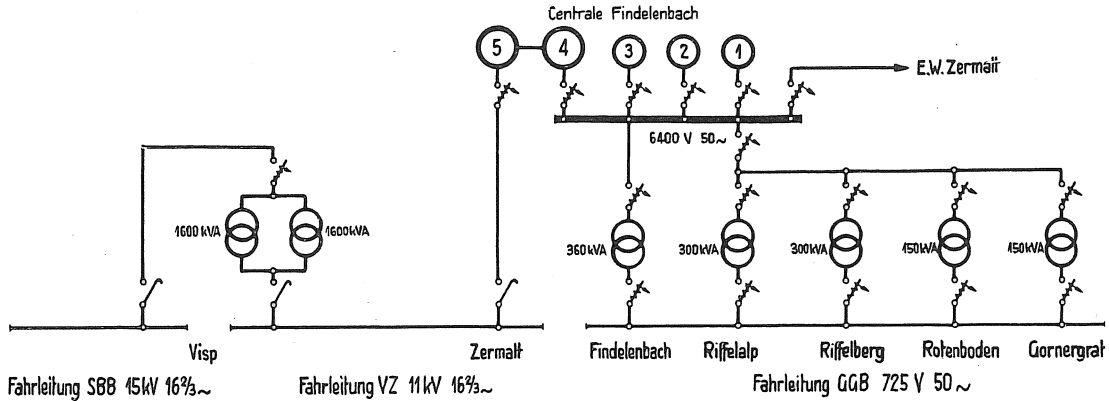 Centrale Findelenbach
5 4 3 2 1
E.W. Zermatt
6400 V 50~
1600 kVA 1600 kVA 360 kVA 300 kVA 300 kVA 150 kVA 150 kVA
Visp Zermatt Findelenbach Riffelalp Riffelberg Rotenboden Gornergrat
Fahrleitung SBB 15kV 16⅔~ Fahrleitung VZ 11kV 16⅔~ Fahrleitung GGB 725 V 50~